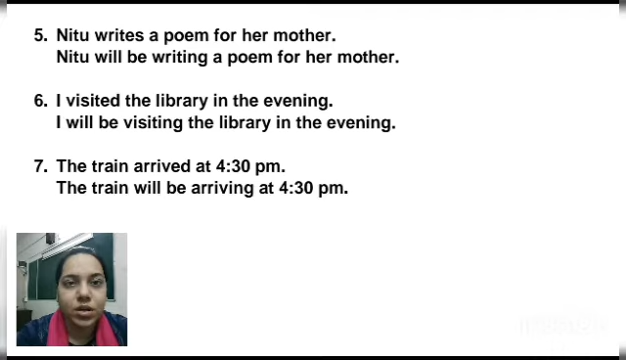 5. Nitu writes a poem for her mother.
Nitu will be writing a poem for her mother.
6. I visited the library in the evening.
I will be visiting the library in the evening.
7. The train arrived at 4:30 pm.
The train will be arriving at 4:30 pm.